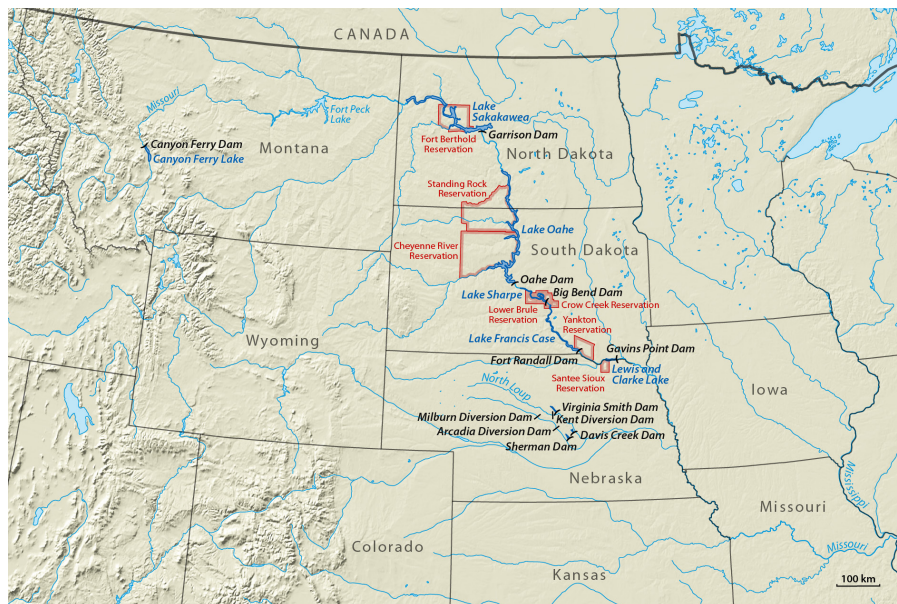 CANADA
Missouri
Fort Peck
Lake
Lake
Sakakawea
Garrison Dam
Canyon Ferry Dam
Canyon Ferry Lake
Montana
Fort Berthold
Reservation
North Dakota
Standing Rock
Reservation
Lake Oahe
Cheyenne River
Reservation
South Dakota
Oahe Dam
Lake Sharpe
Big Bend Dam
Crow Creek Reservation
Lower Brule
Reservation
Yankton
Reservation
Wyoming
Lake Francis Case
Gavins Point Dam
Fort Randall Dam
Lewis and
Clarke Lake
Santee Sioux
Reservation
North Loup
Iowa
Virginia Smith Dam
Milburn Diversion Dam
Kent Diversion Dam
Arcadia Diversion Dam
Davis Creek Dam
Sherman Dam
Nebraska
Mississippi
Missouri
Colorado
Missouri
Kansas
100 km